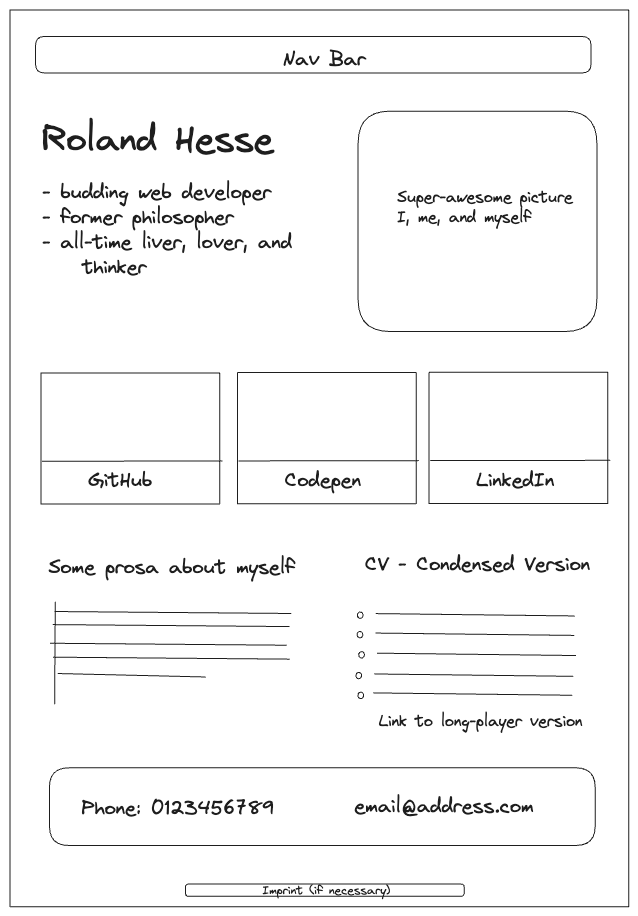 Nav Bar
Roland Hesse
- budding web developer
- former philosopher
- all-time liver, lover, and
thinker
Super-awesome picture
I, me, and myself
GitHub
Codepen
LinkedIn
Some prosa about myself
CV - Condensed Version
Link to long-player version
Phone: 0123456789
email@address.com
Imprint (if necessary)